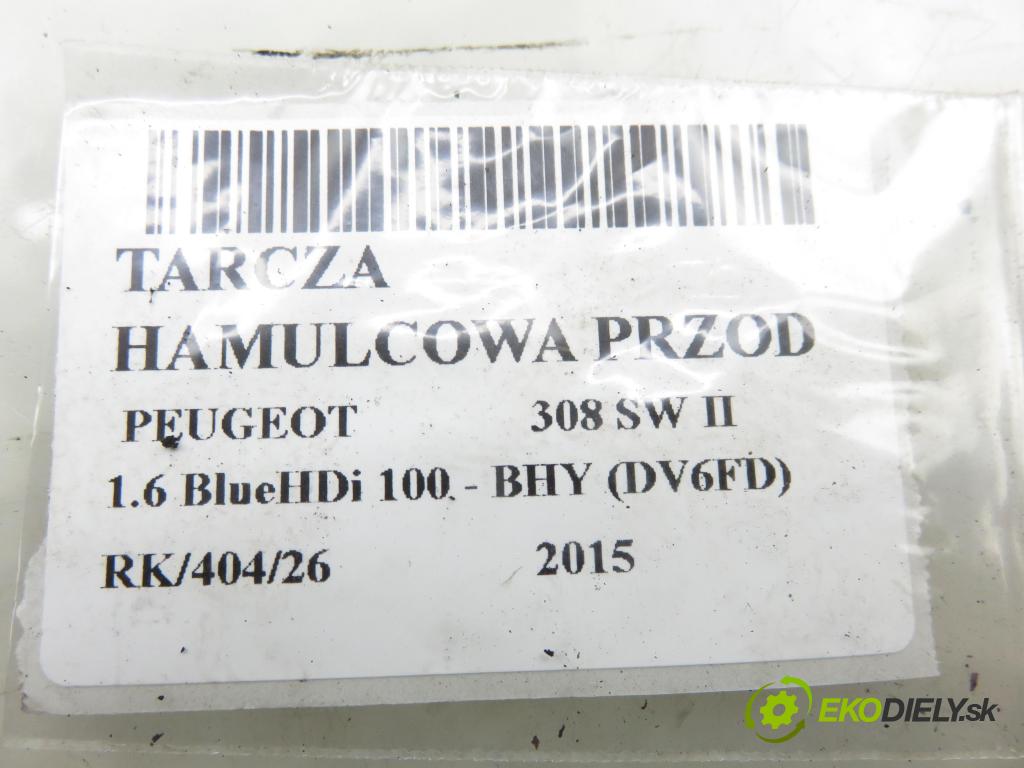 TARCZA
HAMULCOWA PRZOD
PEUGEOT 308 SW II
1.6 BlueHDi 100 - BHY (DV6FD)
RK/404/26 2015
EKODIELY.sk